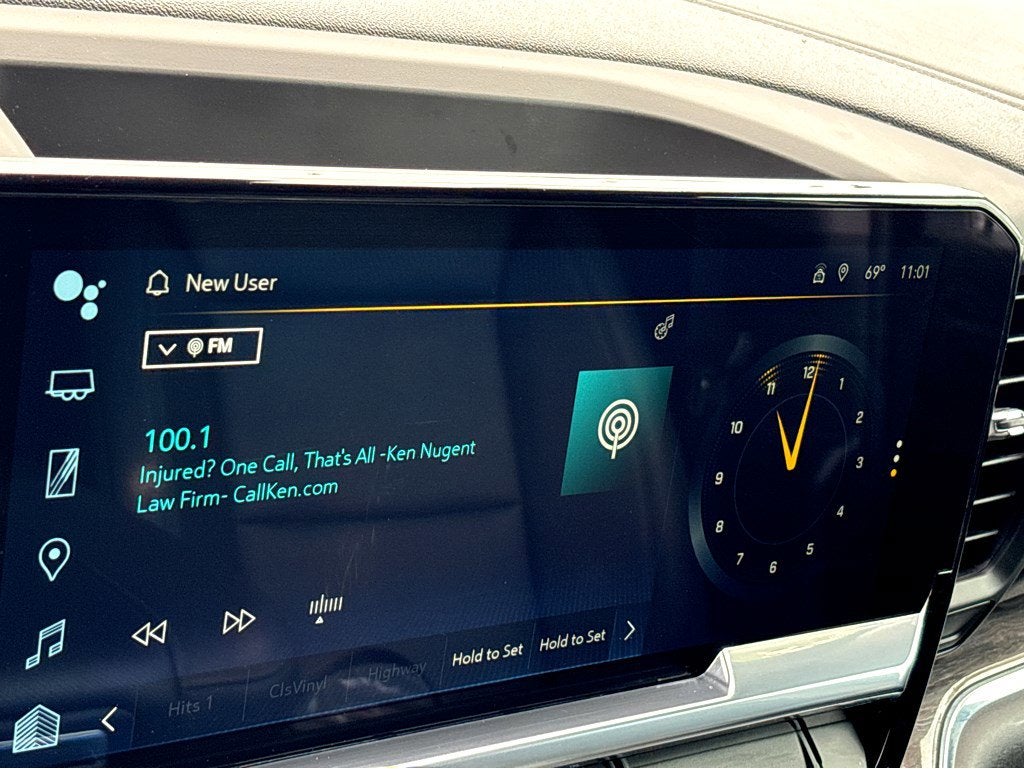 New User
69° 11:01
FM
100.1
Injured? One Call, That's All -Ken Nugent
Law Firm- CallKen.com
12
1
2
3
4
5
6
7
8
9
10
11
Hits 1
ClsVinyl
Highway
Hold to Set
Hold to Set